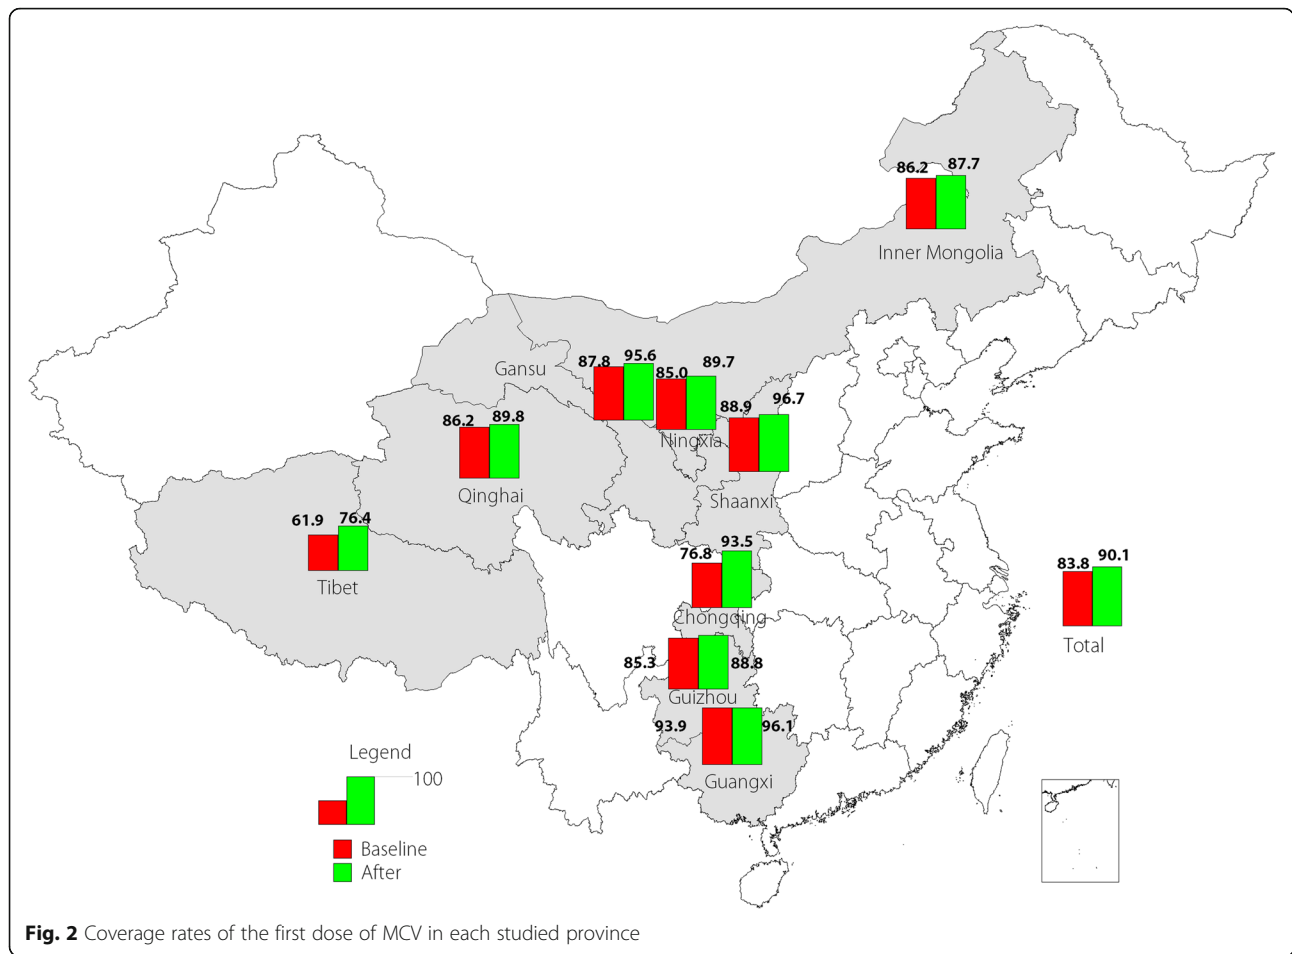 86.2 87.7
Inner Mongolia
Gansu
87.8 95.6
85.0 89.7
Ningxia
88.9 96.7
Shaanxi
86.2 89.8
Qinghai
61.9 76.4
Tibet
76.8 93.5
Chongqing
83.8 90.1
Total
85.3 88.8
Guizhou
93.9 96.1
Guangxi
Legend
100
Baseline
After
Fig. 2 Coverage rates of the first dose of MCV in each studied province